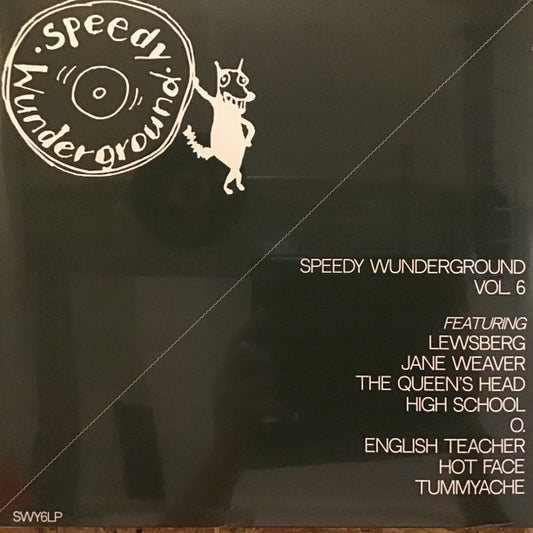 .Speedy.
Wunderground
SPEEDY WUNDERGROUND
VOL. 6
FEATURING
LEWSBERG
JANE WEAVER
THE QUEEN'S HEAD
HIGH SCHOOL
O.
ENGLISH TEACHER
HOT FACE
TUMMYACHE
SWY6LP